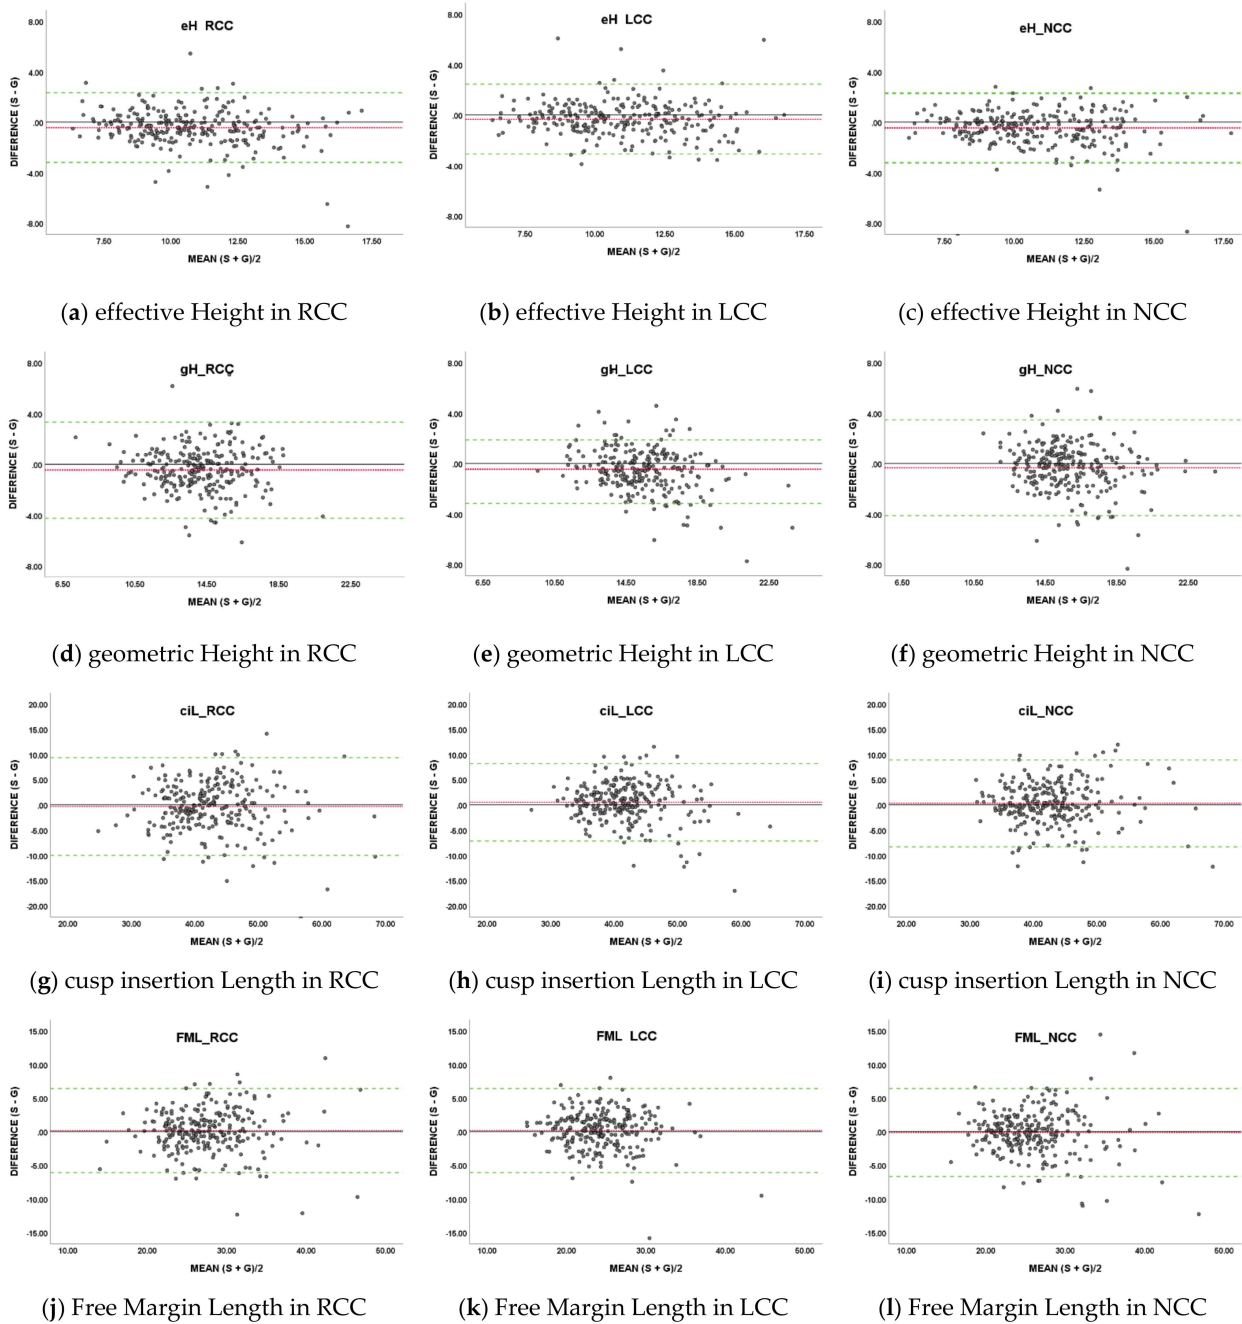 eH RCC
8.00
4.00
.00
-4.00
-8.00
DIFERENCE (S - G)
7.50 10.00 12.50 15.00 17.50
MEAN (S + G)/2
(a) effective Height in RCC
eH LCC
8.00
4.00
.00
-4.00
-8.00
DIFERENCE (S - G)
7.50 10.00 12.50 15.00 17.50
MEAN (S + G)/2
(b) effective Height in LCC
eH_NCC
8.00
4.00
.00
-4.00
-8.00
DIFERENCE (S - G)
7.50 10.00 12.50 15.00 17.50
MEAN (S + G)/2
(c) effective Height in NCC
gH_RCC
8.00
4.00
.00
-4.00
-8.00
DIFERENCE (S - G)
6.50 10.50 14.50 18.50 22.50
MEAN (S + G)/2
(d) geometric Height in RCC
gH_LCC
8.00
4.00
.00
-4.00
-8.00
DIFERENCE (S - G)
6.50 10.50 14.50 18.50 22.50
MEAN (S + G)/2
(e) geometric Height in LCC
gH_NCC
8.00
4.00
.00
-4.00
-8.00
DIFERENCE (S - G)
6.50 10.50 14.50 18.50 22.50
MEAN (S + G)/2
(f) geometric Height in NCC
ciL_RCC
20.00
15.00
10.00
5.00
.00
-5.00
-10.00
-15.00
-20.00
DIFERENCE (S - G)
20.00 30.00 40.00 50.00 60.00 70.00
MEAN (S + G)/2
(g) cusp insertion Length in RCC
ciL_LCC
20.00
15.00
10.00
5.00
.00
-5.00
-10.00
-15.00
-20.00
DIFERENCE (S - G)
20.00 30.00 40.00 50.00 60.00 70.00
MEAN (S + G)/2
(h) cusp insertion Length in LCC
ciL_NCC
20.00
15.00
10.00
5.00
.00
-5.00
-10.00
-15.00
-20.00
DIFERENCE (S - G)
20.00 30.00 40.00 50.00 60.00 70.00
MEAN (S + G)/2
(i) cusp insertion Length in NCC
FML_RCC
15.00
10.00
5.00
.00
-5.00
-10.00
-15.00
DIFERENCE (S - G)
10.00 20.00 30.00 40.00 50.00
MEAN (S + G)/2
(j) Free Margin Length in RCC
FML LCC
15.00
10.00
5.00
.00
-5.00
-10.00
-15.00
DIFERENCE (S - G)
10.00 20.00 30.00 40.00 50.00
MEAN (S + G)/2
(k) Free Margin Length in LCC
FML_NCC
15.00
10.00
5.00
.00
-5.00
-10.00
-15.00
DIFERENCE (S - G)
10.00 20.00 30.00 40.00 50.00
MEAN (S + G)/2
(l) Free Margin Length in NCC